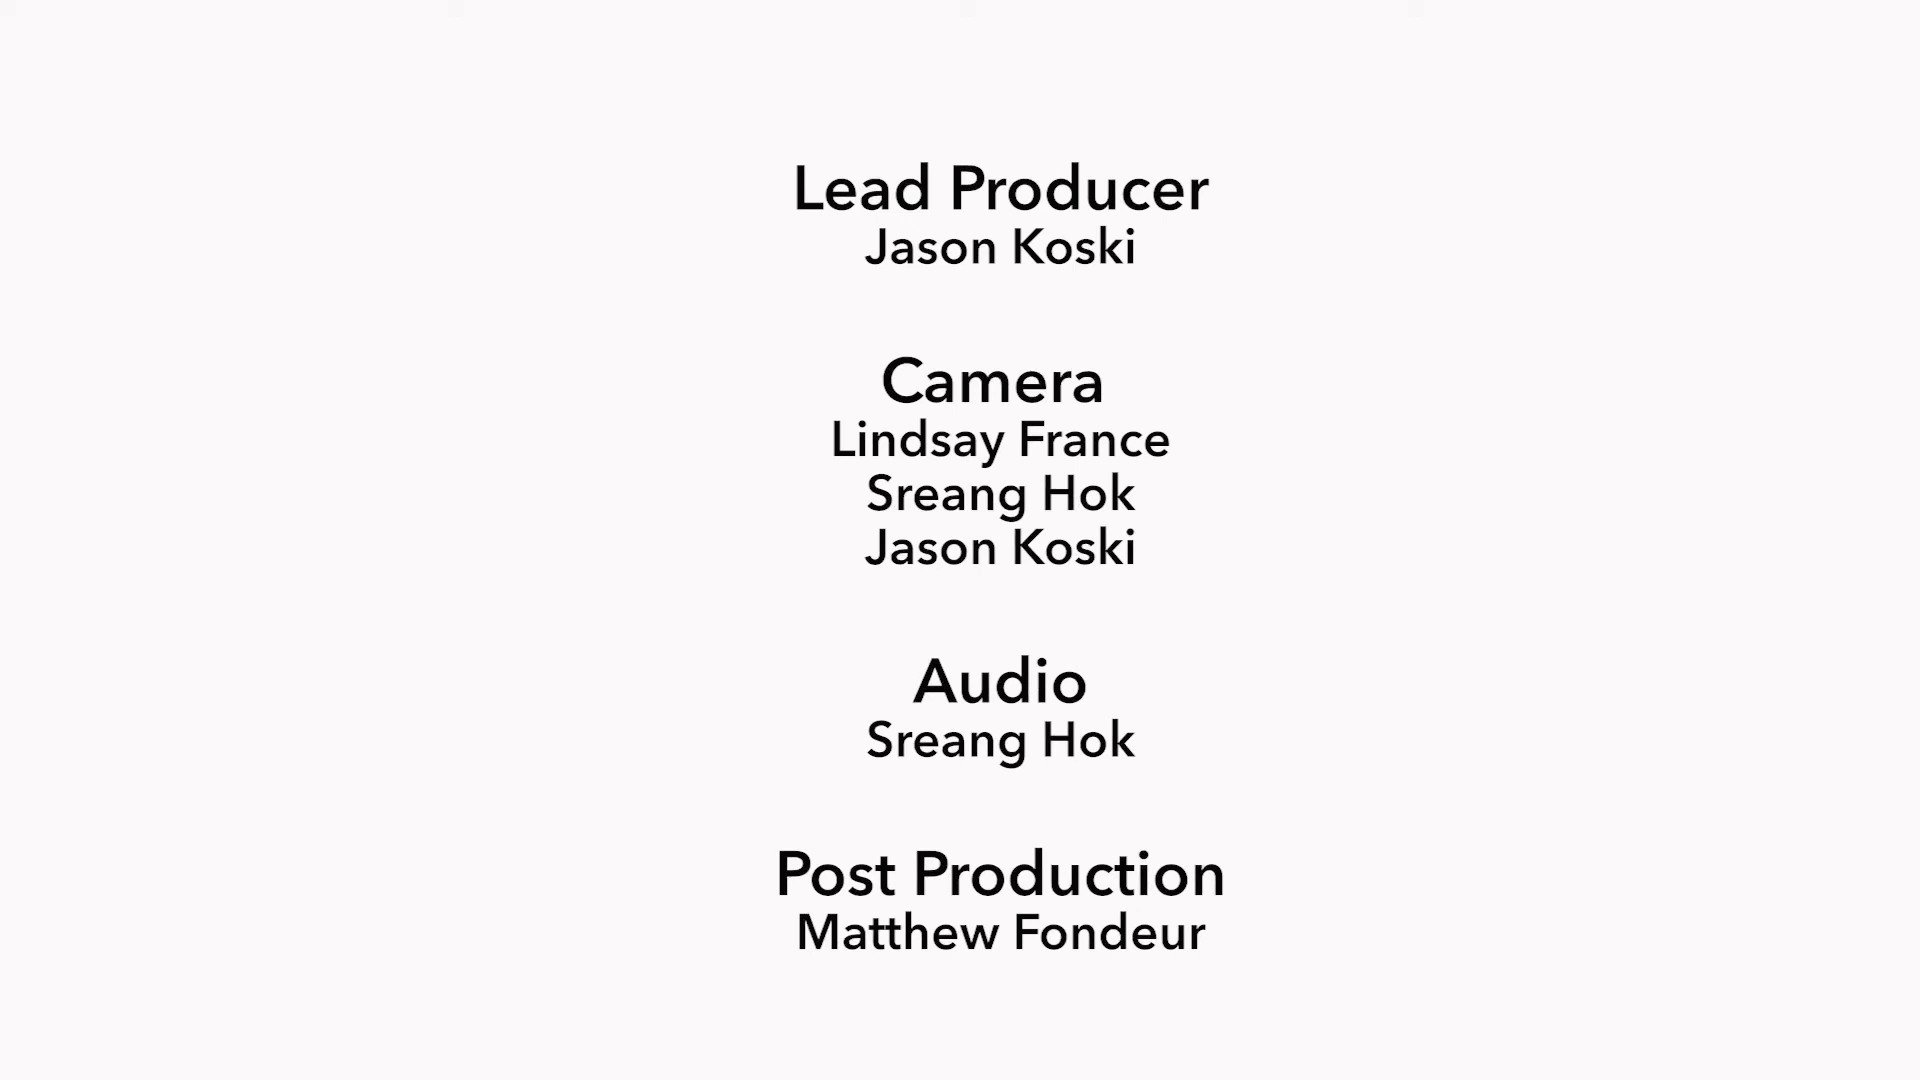 Lead Producer
Jason Koski
Camera
Lindsay France
Sreang Hok
Jason Koski
Audio
Sreang Hok
Post Production
Matthew Fondeur